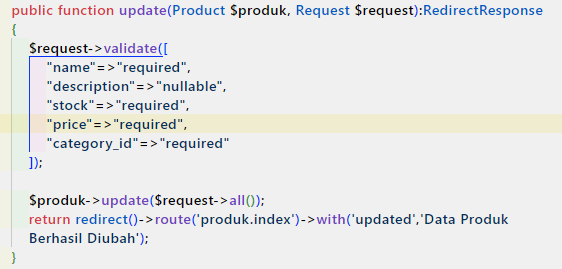 public function update(Product $produk, Request $request):RedirectResponse
{
$request->validate([
"name"=>"required",
"description"=>"nullable",
"stock"=>"required",
"price"=>"required",
"category_id"=>"required"
]);
$produk->update($request->all());
return redirect()->route('produk.index')->with('updated','Data Produk
Berhasil Diubah');
}